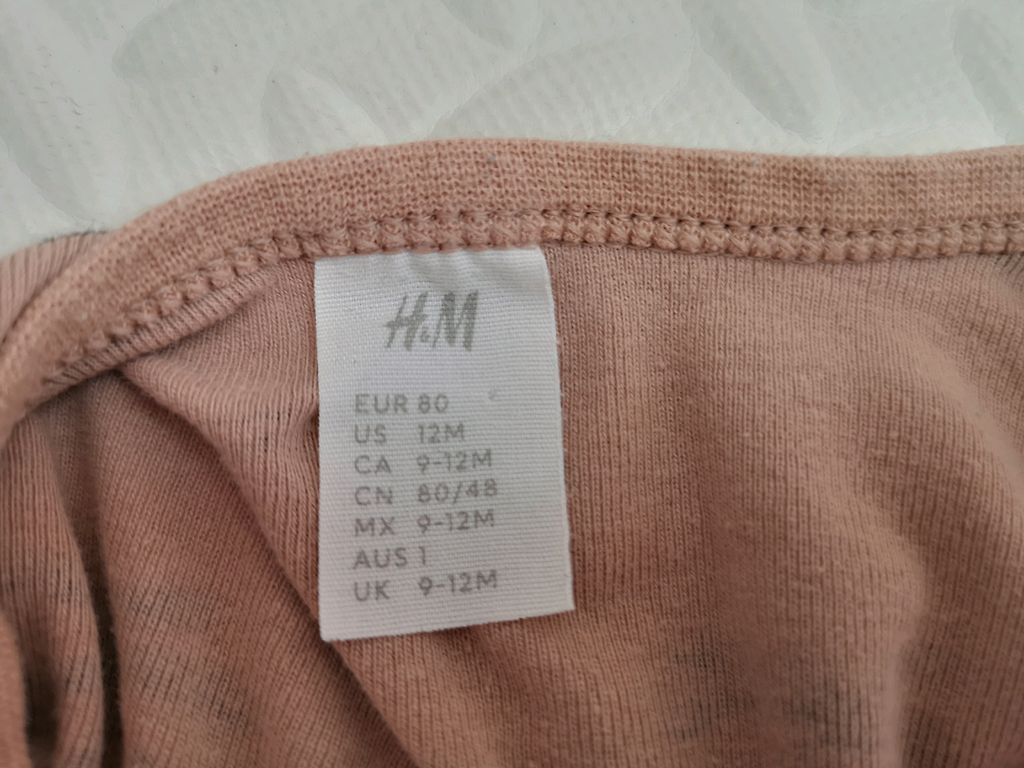 H&M
EUR 80
US 12M
CA 9-12M
CN 80/48
MX 9-12M
AUS 1
UK 9-12M